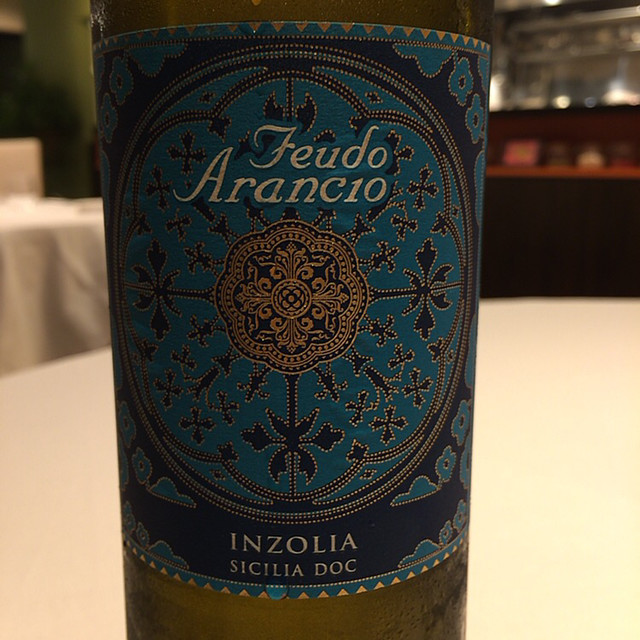 Feudo
Arancio
INZOLIA
SICILIA DOC